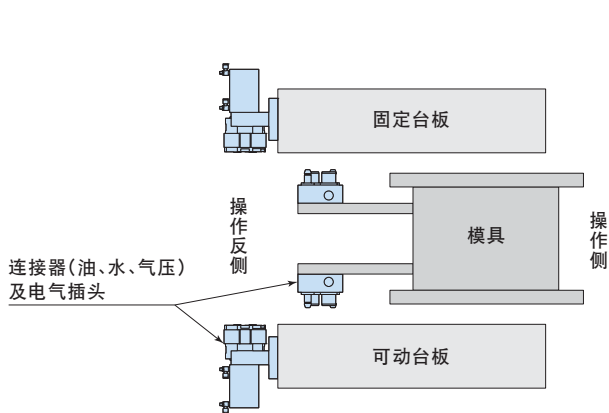 固定台板
操作反侧
模具
操作侧
连接器(油、水、气压)
及电气插头
可动台板